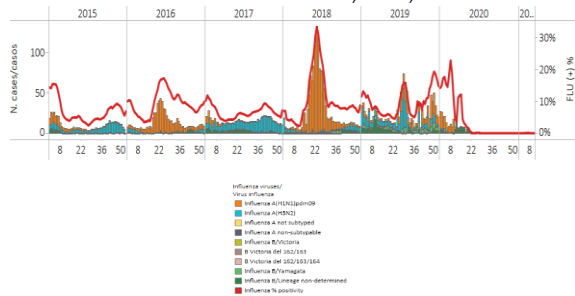 2015 2016 2017 2018 2019 2020 20..
N. cases/casos
100
50
0
30%
20%
10%
0%
FLU (+) %
8 22 36 50 8 22 36 50 8 22 36 50 8 22 36 50 8 22 36 50 8 22 36 50 8
Influenza viruses/
Virus influenza
Influenza A(H1N1)pdm09
Influenza A(H3N2)
Influenza A not subtyped
Influenza A non-subtypable
Influenza B/Victoria
B Victoria del 162/163
B Victoria del 162/163/164
Influenza B/Yamagata
Influenza B/Lineage non-determined
Influenza % positivity